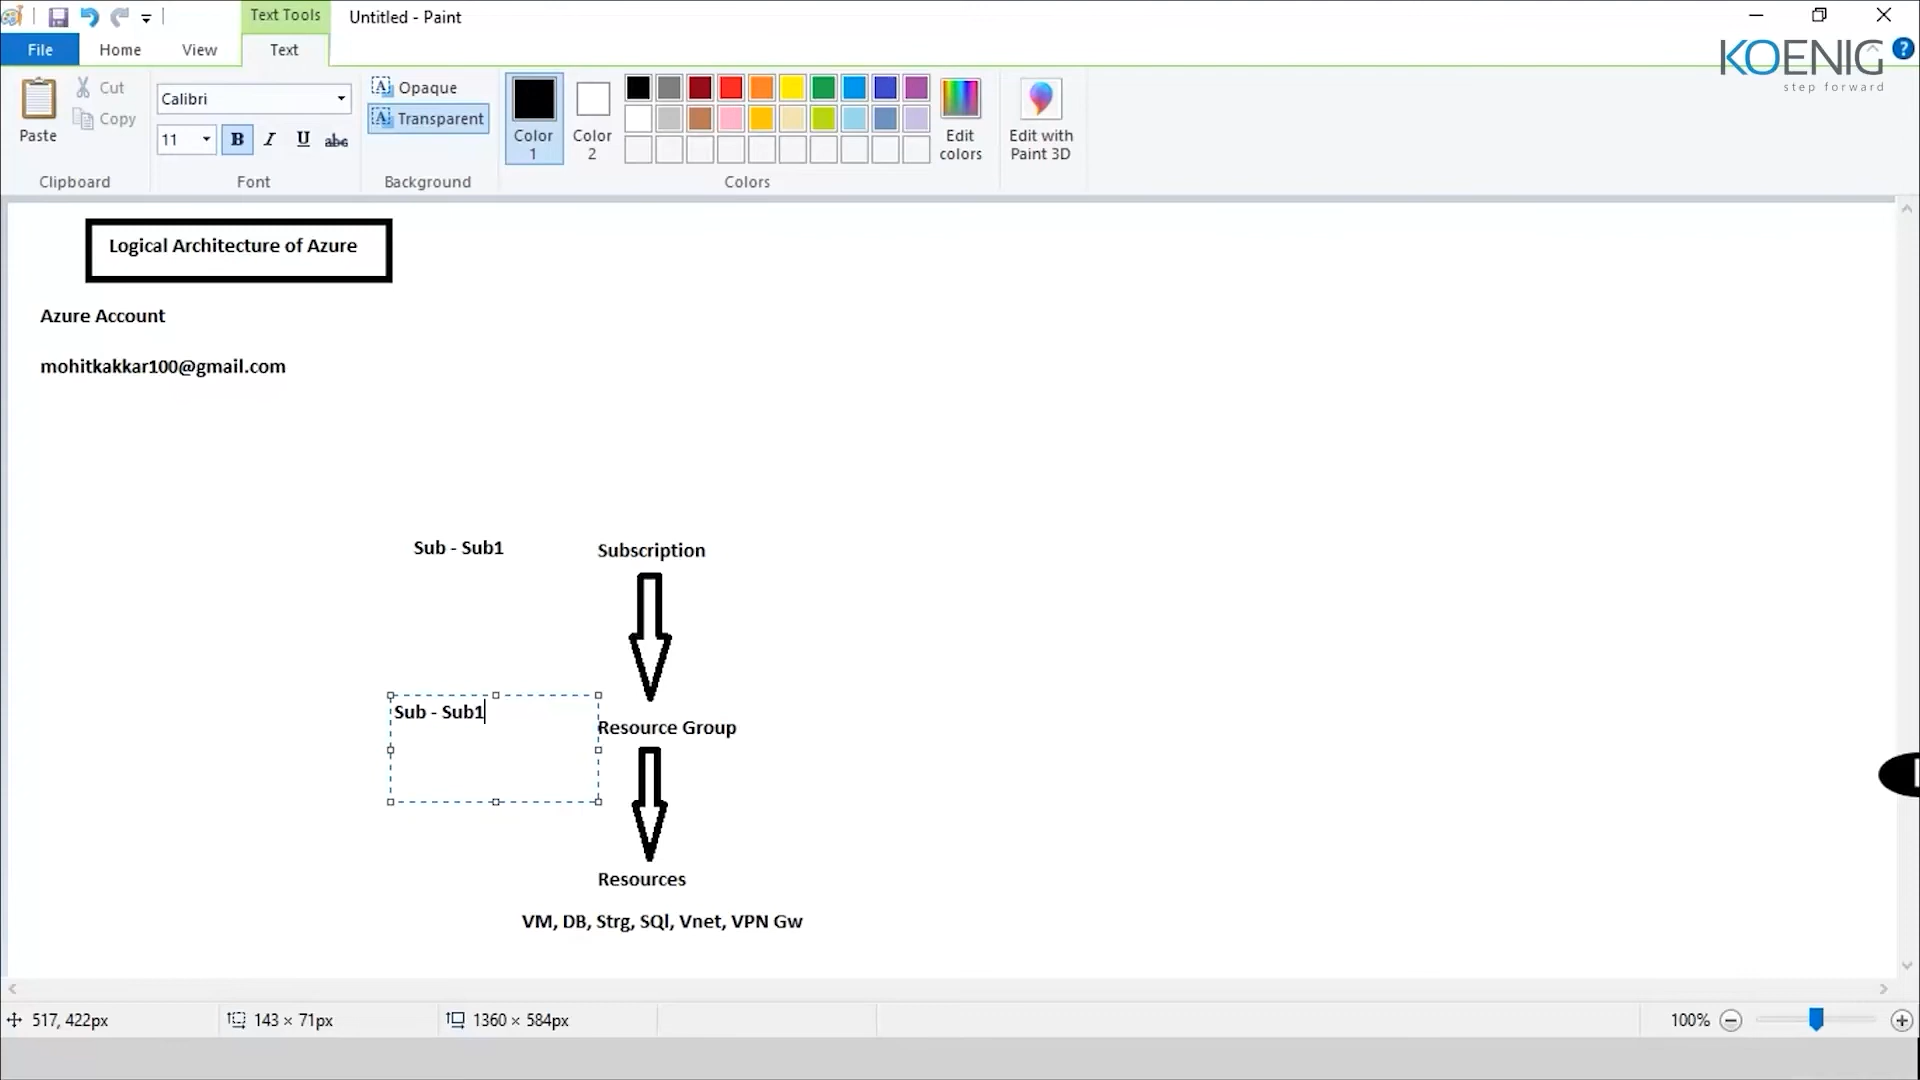 Text Tools
Untitled - Paint
File
Home
View
Text
KOENIG
step forward
?
Paste
Cut
Copy
Clipboard
Calibri
11
B
I
U
abc
Font
A Opaque
A Transparent
Background
Color
1
Color
2
Colors
Edit
colors
Edit with
Paint 3D
Logical Architecture of Azure
Azure Account
mohitkakkar100@gmail.com
Sub - Sub1
Subscription
Sub - Sub1
Resource Group
Resources
VM, DB, Strg, SQl, Vnet, VPN Gw
517, 422px
143 × 71px
1360 × 584px
100%